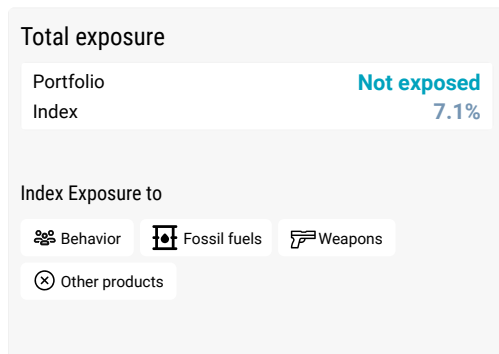 Total exposure
Portfolio Not exposed
Index 7.1%
Index Exposure to
Behavior Fossil fuels Weapons
Other products